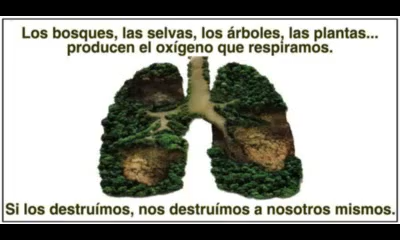 Los bosques, las selvas, los árboles, las plantas...
producen el oxígeno que respiramos.
Si los destruímos, nos destruímos a nosotros mismos.